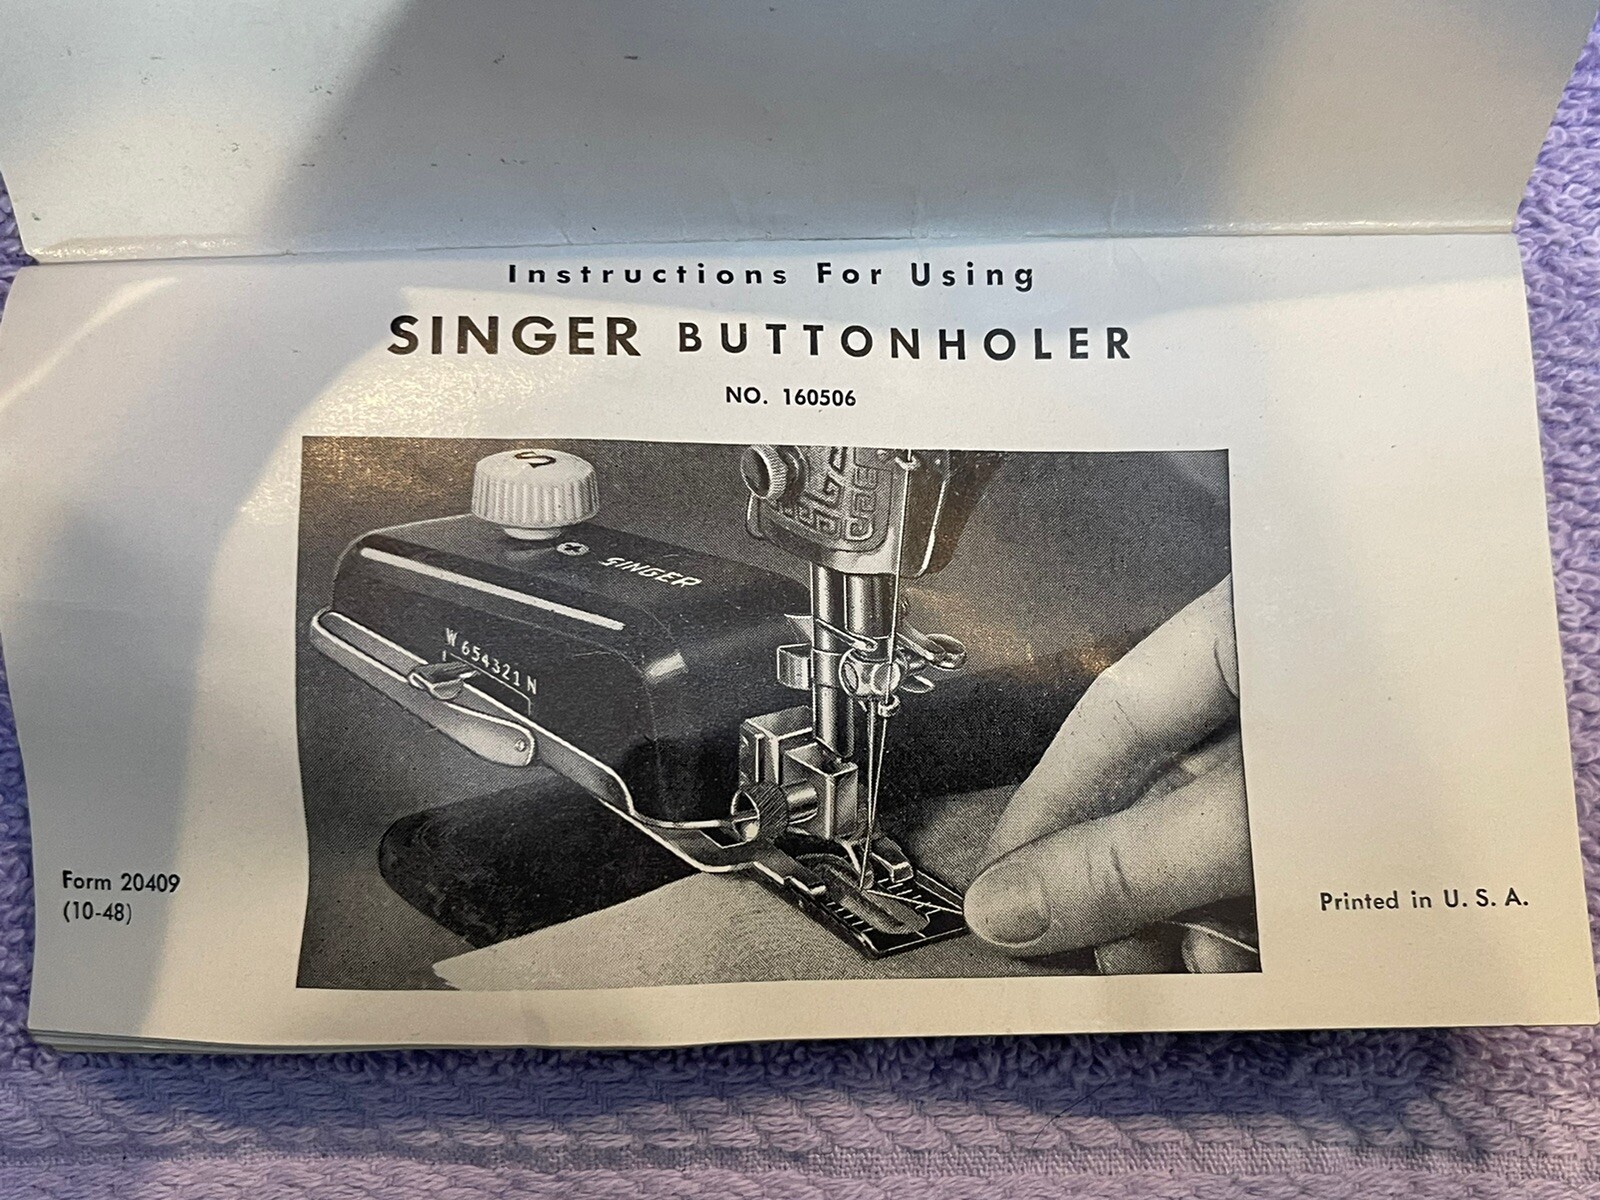 Instructions For Using
SINGER BUTTONHOLER
NO. 160506
S
SINGER
W 654321 N
Form 20409
(10-48)
Printed in U. S. A.